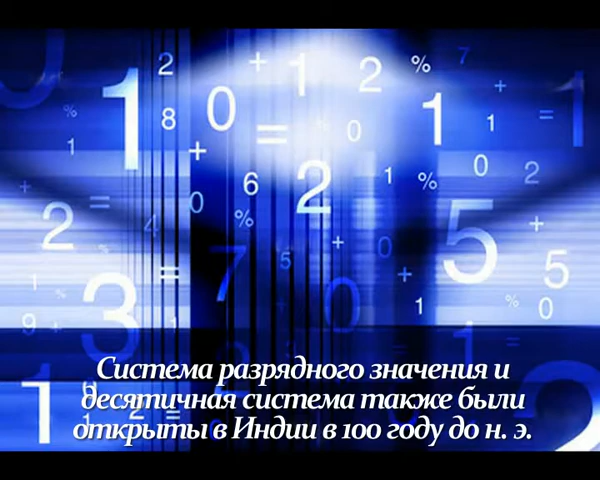 Система разрядного значения и
десятичная система также были
открыты в Индии в 100 году до н. э.